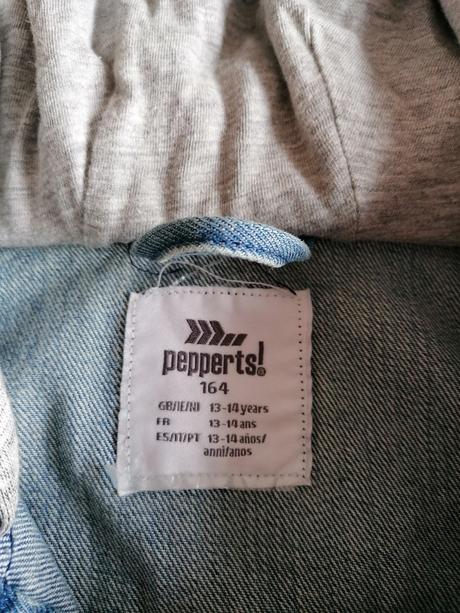 pepperts!®
164
GB/IE/NI 13-14 years
FR 13-14 ans
ES/IT/PT 13-14 años/
anni/anos